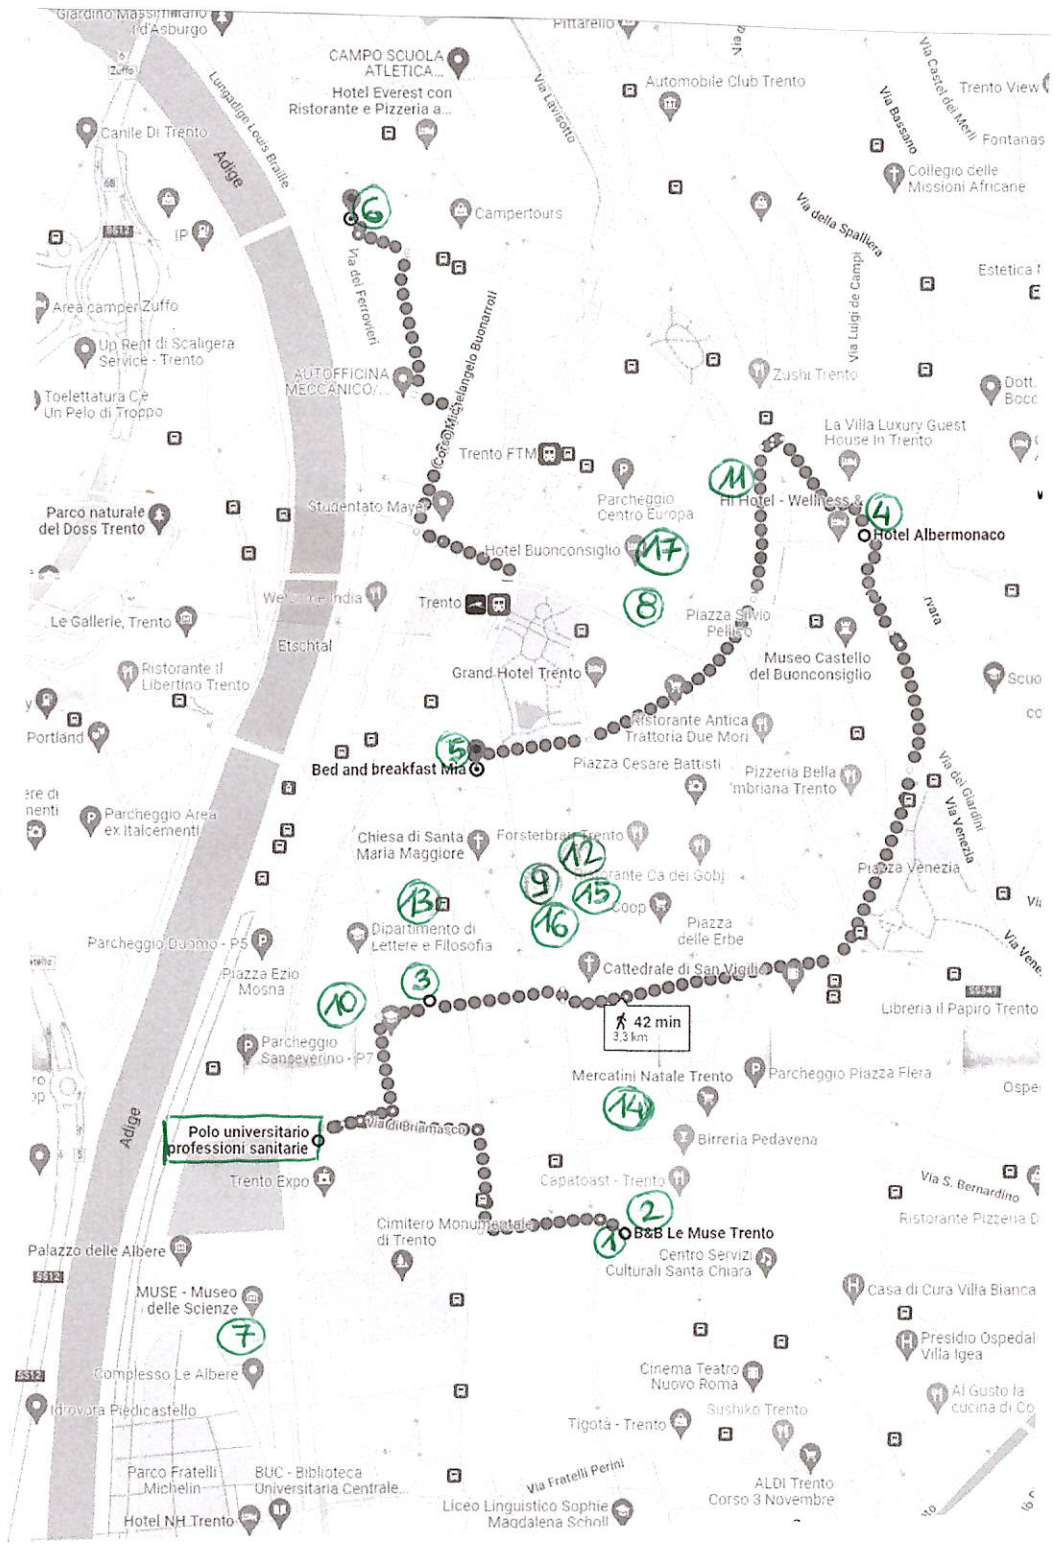 Giardino Massimiliano
I d'Asburgo
Pittarello
CAMPO SCUOLA
ATLETICA...
Hotel Everest con
Ristorante e Pizzeria a...
Automobile Club Trento
Via Castel dei Merli
Trento View
Zuffo
Lungadige Louis Braille
Via Lavisotto
Via Bassano
Fontanas
Canile Di Trento
Adige
Collegio delle
Missioni Africane
6B
6
Campertours
Via della Spalliera
SS12
IP
Via dei Ferrovieri
Via Luigi de Campi
Estetica
Area camper Zuffo
Up Rent di Scaligera
Service - Trento
AUTOFFICINA
MECCANICO/...
Corso Michelangelo Buonarroti
Zushi Trento
Dott.
Bocc
Toelettatura C'è
Un Pelo di Troppo
La Villa Luxury Guest
House In Trento
Trento FTM
11
Parcheggio
Centro Europa
Hi Hotel - Wellness &
4
Hotel Albermonaco
Studentato Mayer
Parco naturale
del Doss Trento
Hotel Buonconsiglio
17
Welcome India
Trento
8
Piazza Silvio
Pellico
rvara
Le Gallerie, Trento
Etschtal
Museo Castello
del Buonconsiglio
Ristorante Il
Libertino Trento
Grand Hotel Trento
Scuo
Portland
Ristorante Antica
Trattoria Due Mori
5
Bed and breakfast Mia
Piazza Cesare Battisti
Pizzeria Bella
'mbriana Trento
Via dei Giardini
Via Venezia
Parcheggio Area
ex Italcementi
Chiesa di Santa
Maria Maggiore
Forsterbräu Trento
12
Ristorante Ca dei Gobj
Piazza Venezia
9
15
13
16
Coop
Piazza
delle Erbe
Dipartimento di
Lettere e Filosofia
Parcheggio Duomo - P5
Piazza Ezio
Mosna
3
Cattedrale di San Vigilio
Via Vene
10
SS349
Libreria il Papiro Trento
42 min
3,3 km
Parcheggio
Sanseverino - P7
Mercatini Natale Trento
Parcheggio Piazza Fiera
Ospe
14
Adige
Polo universitario
professioni sanitarie
Via di Briamasco
Birreria Pedavena
Trento Expo
Capatoast - Trento
Via S. Bernardino
2
Ristorante Pizzeria D
Cimitero Monumentale
di Trento
1
B&B Le Muse Trento
Palazzo delle Albere
Centro Servizi
Culturali Santa Chiara
SS12
MUSE - Museo
delle Scienze
Casa di Cura Villa Bianca
7
Presidio Ospedal
Villa Igea
SS12
Complesso Le Albere
Cinema Teatro
Nuovo Roma
Idrovora Piedicastello
Sushiko Trento
Al Gusto la
cucina di Co
Tigotà - Trento
Parco Fratelli
Michelin
BUC - Biblioteca
Universitaria Centrale...
Via Fratelli Perini
ALDI Trento
Corso 3 Novembre
Hotel NH Trento
Liceo Linguistico Sophie
Magdalena Scholl